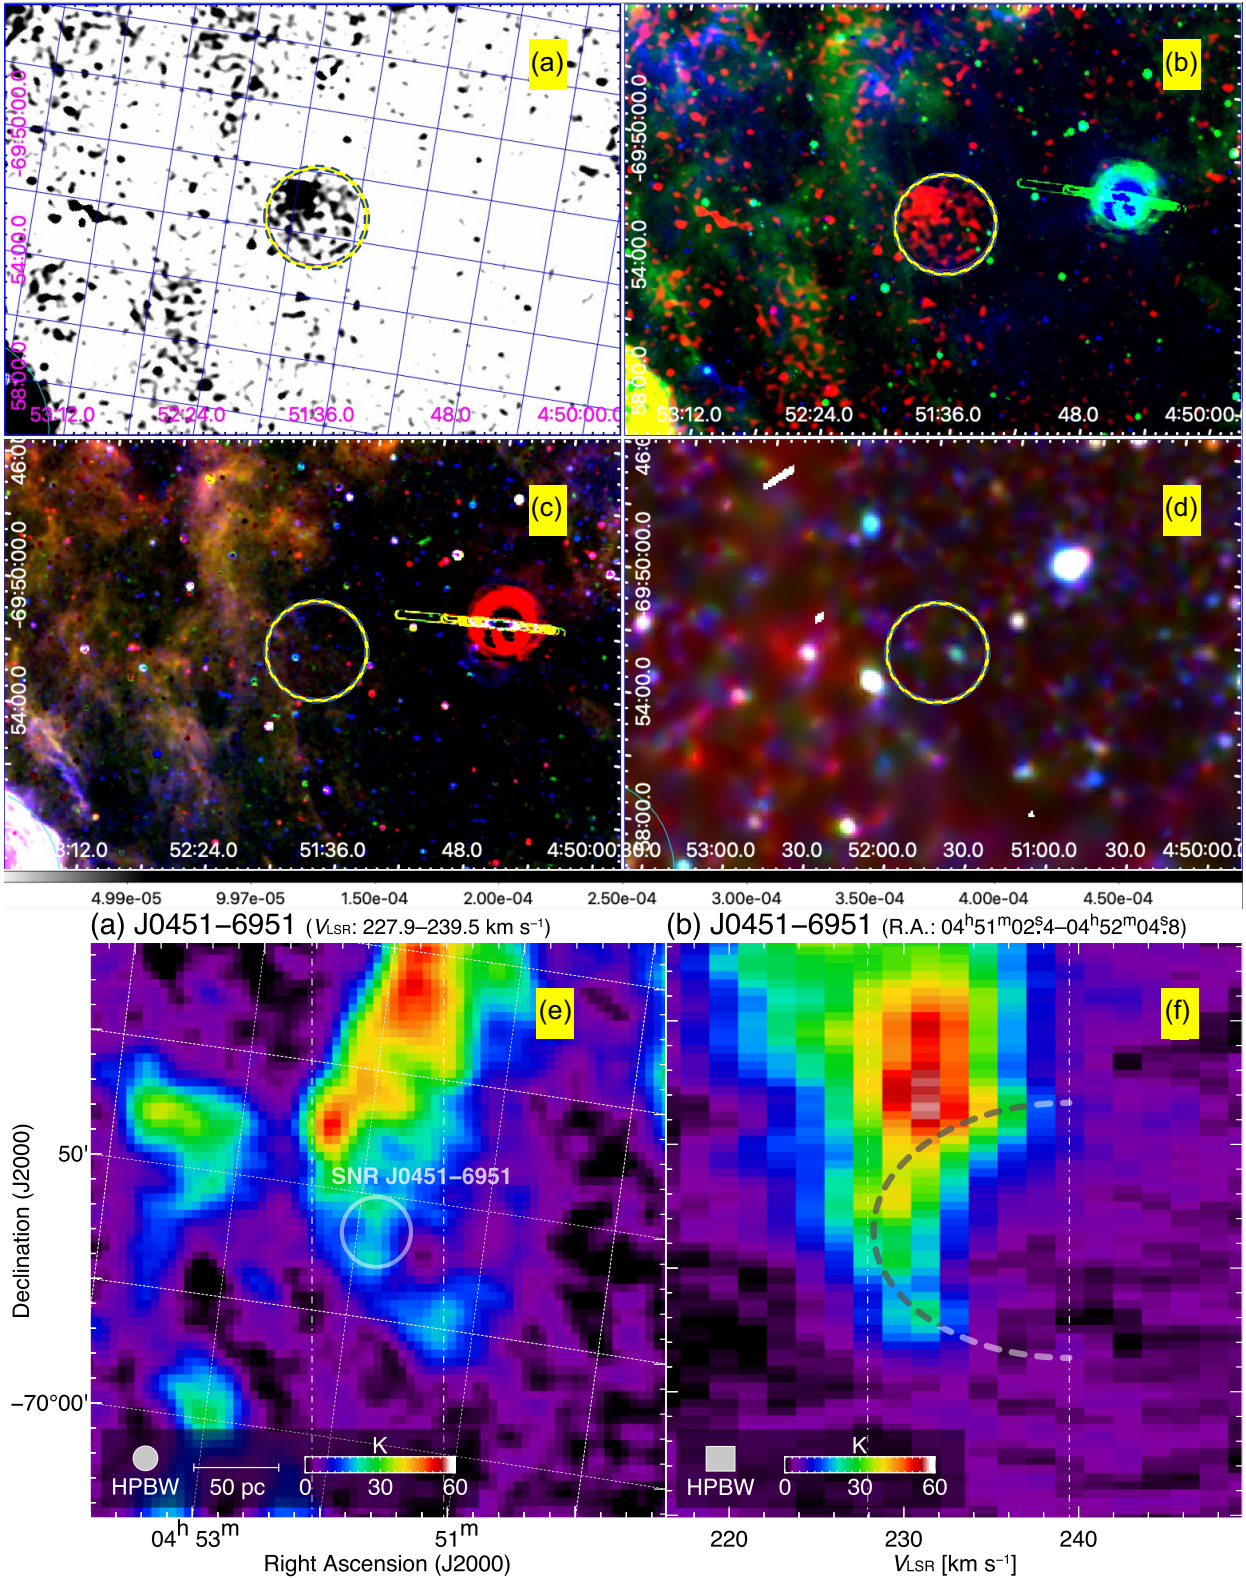 (a)
-69:50:00.0
54:00.0
58:00.0
53:12.0
52:24.0
51:36.0
48.0
4:50:00.0
(b)
-69:50:00.0
54:00.0
58:00.0
53:12.0
52:24.0
51:36.0
48.0
4:50:00.
(c)
46:0
-69:50:00.0
54:00.0
3:12.0
52:24.0
51:36.0
48.0
4:50:00.
(d)
46:0
-69:50:00.0
54:00.0
58:00.0
53:00.0
30.0
52:00.0
30.0
51:00.0
30.0
4:50:00.
4.99e-05 9.97e-05 1.50e-04 2.00e-04 2.50e-04 3.00e-04 3.50e-04 4.00e-04 4.50e-04
(a) J0451−6951 (VLSR: 227.9–239.5 km s−1)
(e)
SNR J0451−6951
50'
−70°00'
Declination (J2000)
HPBW
50 pc
K
0 30 60
04h 53m 51m
Right Ascension (J2000)
(b) J0451−6951 (R.A.: 04h51m02s.4–04h52m04s.8)
(f)
HPBW
K
0 30 60
220 230 240
VLSR [km s−1]